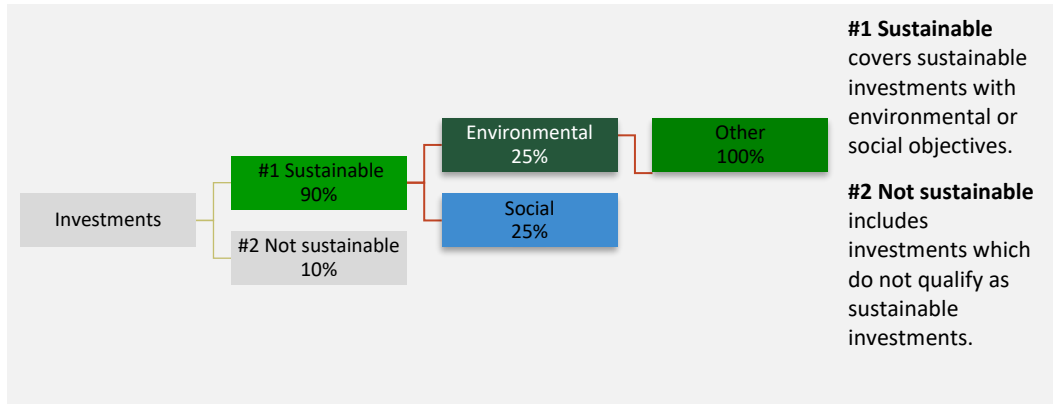 Investments
#1 Sustainable
90%
#2 Not sustainable
10%
Environmental
25%
Social
25%
Other
100%
#1 Sustainable
covers sustainable
investments with
environmental or
social objectives.
#2 Not sustainable
includes
investments which
do not qualify as
sustainable
investments.